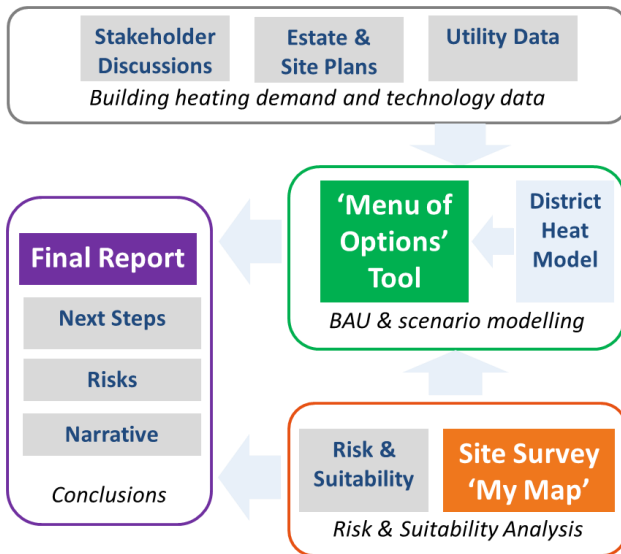 Stakeholder
Discussions
Estate &
Site Plans
Utility Data
Building heating demand and technology data
‘Menu of
Options’
Tool
District
Heat
Model
BAU & scenario modelling
Final Report
Next Steps
Risks
Narrative
Conclusions
Risk &
Suitability
Site Survey
‘My Map’
Risk & Suitability Analysis